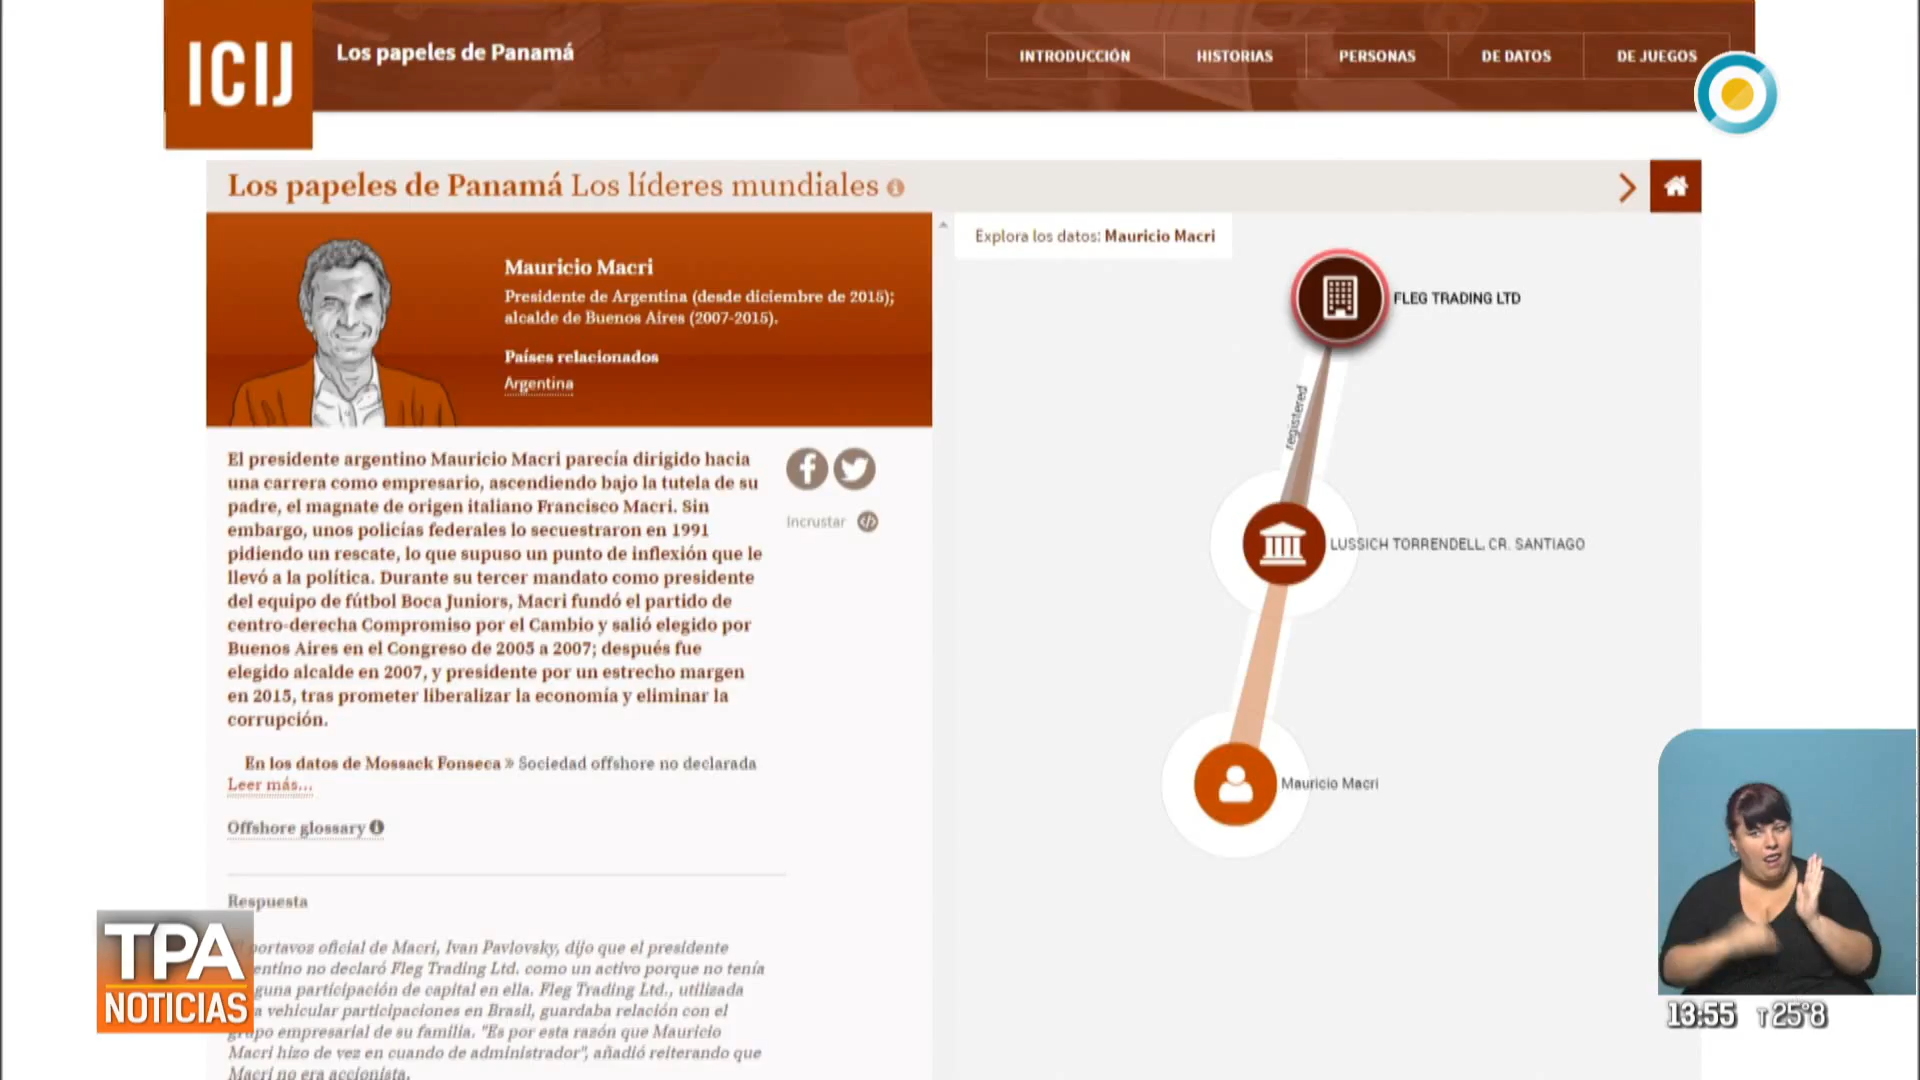 ICIJ
Los papeles de Panamá
INTRODUCCIÓN
HISTORIAS
PERSONAS
DE DATOS
DE JUEGOS
Los papeles de Panamá Los líderes mundiales
Mauricio Macri
Presidente de Argentina (desde diciembre de 2015);
alcalde de Buenos Aires (2007-2015).
Países relacionados
Argentina
El presidente argentino Mauricio Macri parecía dirigido hacia
una carrera como empresario, ascendiendo bajo la tutela de su
padre, el magnate de origen italiano Francisco Macri. Sin
embargo, unos policías federales lo secuestraron en 1991
pidiendo un rescate, lo que supuso un punto de inflexión que le
llevó a la política. Durante su tercer mandato como presidente
del equipo de fútbol Boca Juniors, Macri fundó el partido de
centro-derecha Compromiso por el Cambio y salió elegido por
Buenos Aires en el Congreso de 2005 a 2007; después fue
elegido alcalde en 2007, y presidente por un estrecho margen
en 2015, tras prometer liberalizar la economía y eliminar la
corrupción.
Incrustar
En los datos de Mossack Fonseca » Sociedad offshore no declarada
Leer más...
Offshore glossary
Respuesta
portavoz oficial de Macri, Ivan Pavlovsky, dijo que el presidente
entino no declaró Fleg Trading Ltd. como un activo porque no tenía
guna participación de capital en ella. Fleg Trading Ltd., utilizada
a vehicular participaciones en Brasil, guardaba relación con el
grupo empresarial de su familia. "Es por esta razón que Mauricio
Macri hizo de vez en cuando de administrador", añadió reiterando que
Macri no era accionista.
Explora los datos: Mauricio Macri
FLEG TRADING LTD
registered
LUSSICH TORRENDELL, CR. SANTIAGO
Mauricio Macri
TPA
NOTICIAS
13:55 T 25°8